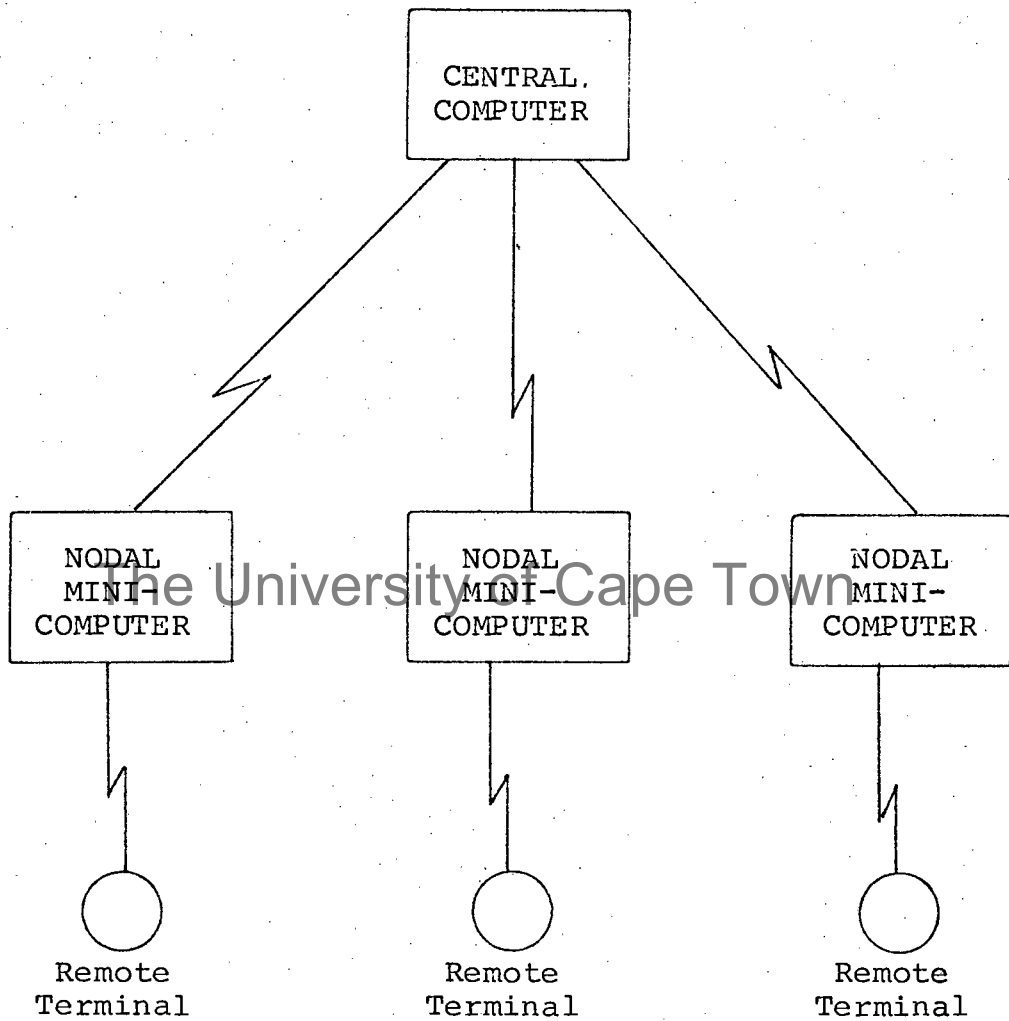 CENTRAL.
COMPUTER
NODAL
MINI-
COMPUTER
NODAL
MINI-
COMPUTER
NODAL
MINI-
COMPUTER
The University of Cape Town
Remote
Terminal
Remote
Terminal
Remote
Terminal